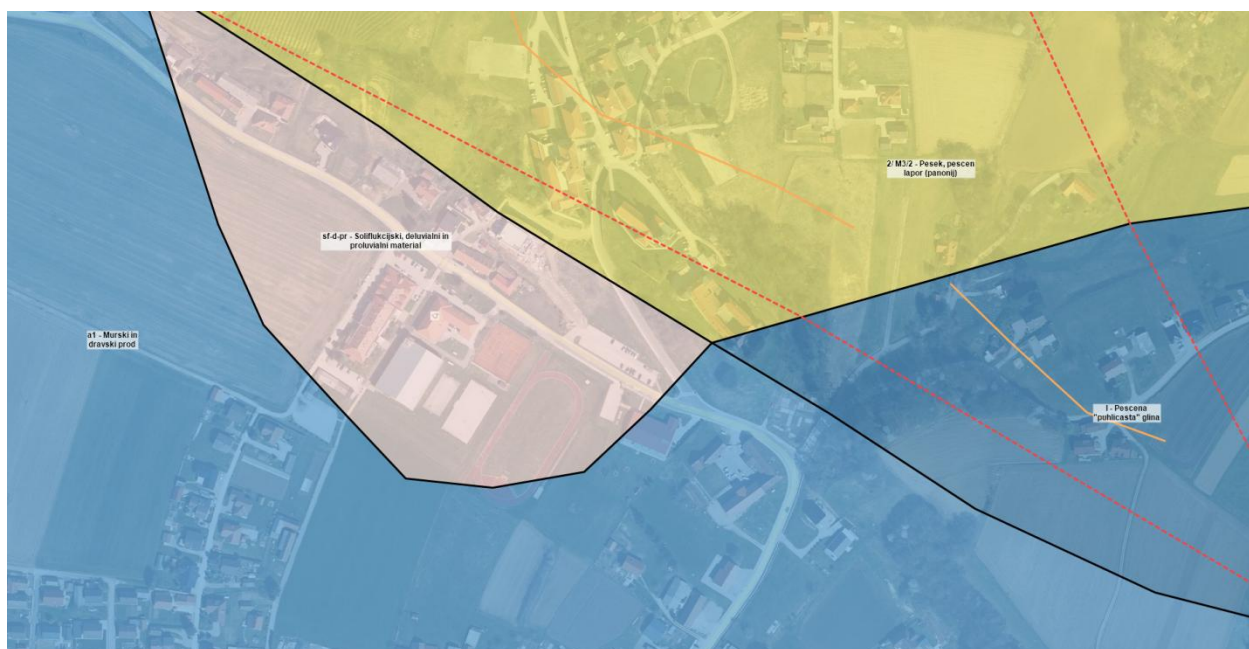 2/ M3/2 - Pesek, pescen
lapor (panonij)
sf-d-pr - Soliflukcijski, deluvialni in
proluvialni material
a1 - Murski in
dravski prod
l - Pescena
"puhlicasta" glina